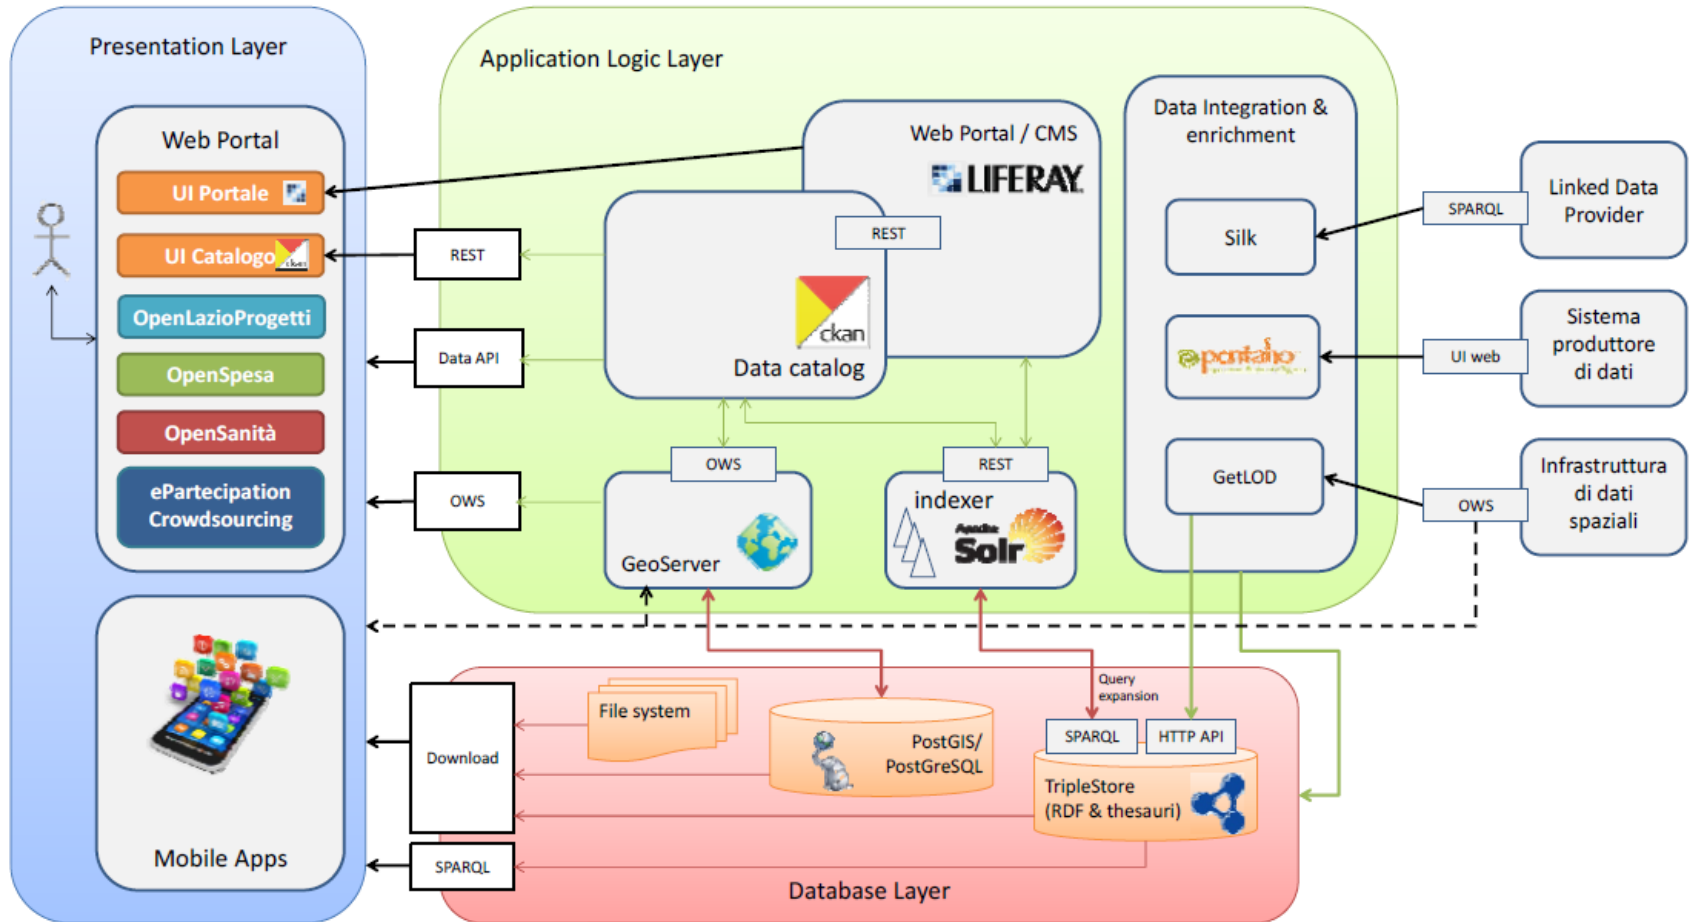 Presentation Layer
Web Portal
UI Portale
UI Catalogo
ckan
OpenLazioProgetti
OpenSpesa
OpenSanità
ePartecipation
Crowdsourcing
Mobile Apps
REST
Data API
OWS
Download
SPARQL
Application Logic Layer
Web Portal / CMS
LIFERAY
REST
ckan
Data catalog
OWS
GeoServer
REST
indexer
Apache
Solr
Data Integration &
enrichment
Silk
pentaho
GetLOD
SPARQL
Linked Data
Provider
UI web
Sistema
produttore
di dati
OWS
Infrastruttura
di dati
spaziali
File system
PostGIS/
PostGreSQL
Query
expansion
SPARQL
HTTP API
TripleStore
(RDF & thesauri)
Database Layer